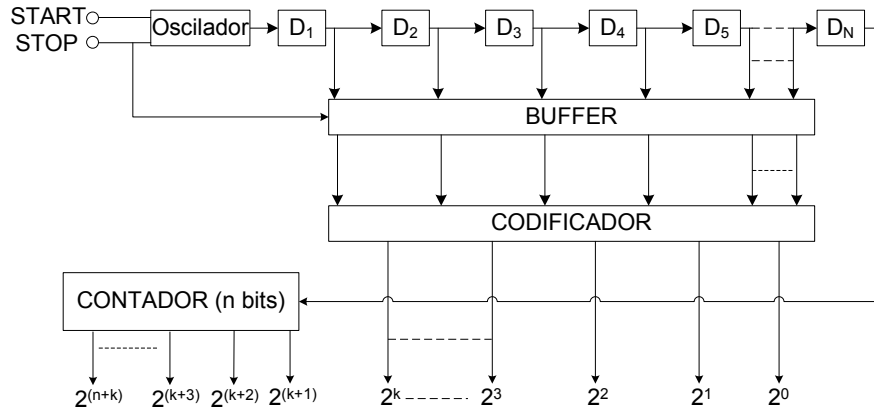 START
STOP
Oscilador
D₁
D₂
D₃
D₄
D₅
D_N
BUFFER
CODIFICADOR
CONTADOR (n bits)
2⁽ⁿ⁺ᵏ⁾ 2⁽ᵏ⁺³⁾ 2⁽ᵏ⁺²⁾ 2⁽ᵏ⁺¹⁾ 2ᵏ 2³ 2² 2¹ 2⁰